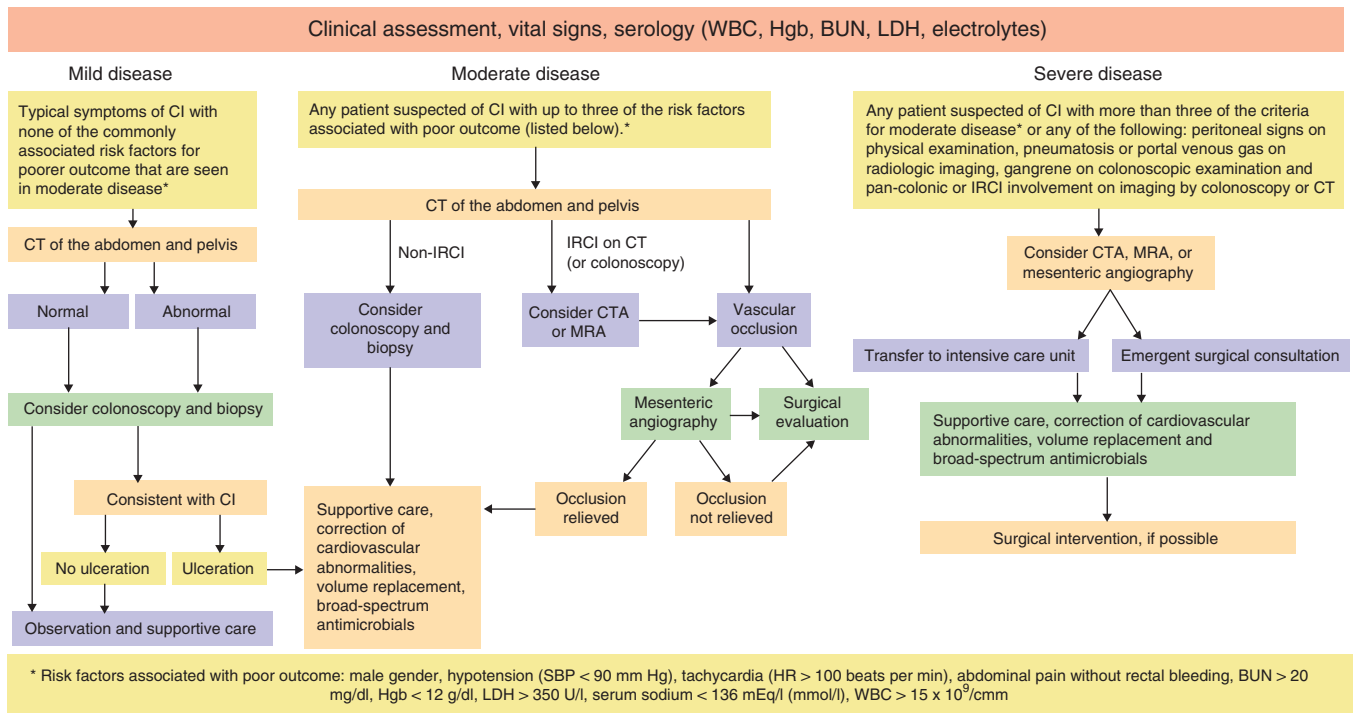 Clinical assessment, vital signs, serology (WBC, Hgb, BUN, LDH, electrolytes)
Mild disease
Typical symptoms of CI with
none of the commonly
associated risk factors for
poorer outcome that are seen
in moderate disease*
CT of the abdomen and pelvis
Normal
Abnormal
Consider colonoscopy and biopsy
Consistent with CI
No ulceration
Ulceration
Observation and supportive care
Moderate disease
Any patient suspected of CI with up to three of the risk factors
associated with poor outcome (listed below).*
CT of the abdomen and pelvis
Non-IRCI
IRCI on CT
(or colonoscopy)
Consider
colonoscopy and
biopsy
Consider CTA
or MRA
Vascular
occlusion
Mesenteric
angiography
Surgical
evaluation
Occlusion
relieved
Occlusion
not relieved
Supportive care,
correction of
cardiovascular
abnormalities,
volume replacement,
broad-spectrum
antimicrobials
Severe disease
Any patient suspected of CI with more than three of the criteria
for moderate disease* or any of the following: peritoneal signs on
physical examination, pneumatosis or portal venous gas on
radiologic imaging, gangrene on colonoscopic examination and
pan-colonic or IRCI involvement on imaging by colonoscopy or CT
Consider CTA, MRA, or
mesenteric angiography
Transfer to intensive care unit
Emergent surgical consultation
Supportive care, correction of cardiovascular
abnormalities, volume replacement and
broad-spectrum antimicrobials
Surgical intervention, if possible
* Risk factors associated with poor outcome: male gender, hypotension (SBP < 90 mm Hg), tachycardia (HR > 100 beats per min), abdominal pain without rectal bleeding, BUN > 20
mg/dl, Hgb < 12 g/dl, LDH > 350 U/l, serum sodium < 136 mEq/l (mmol/l), WBC > 15 x 10⁹/cmm